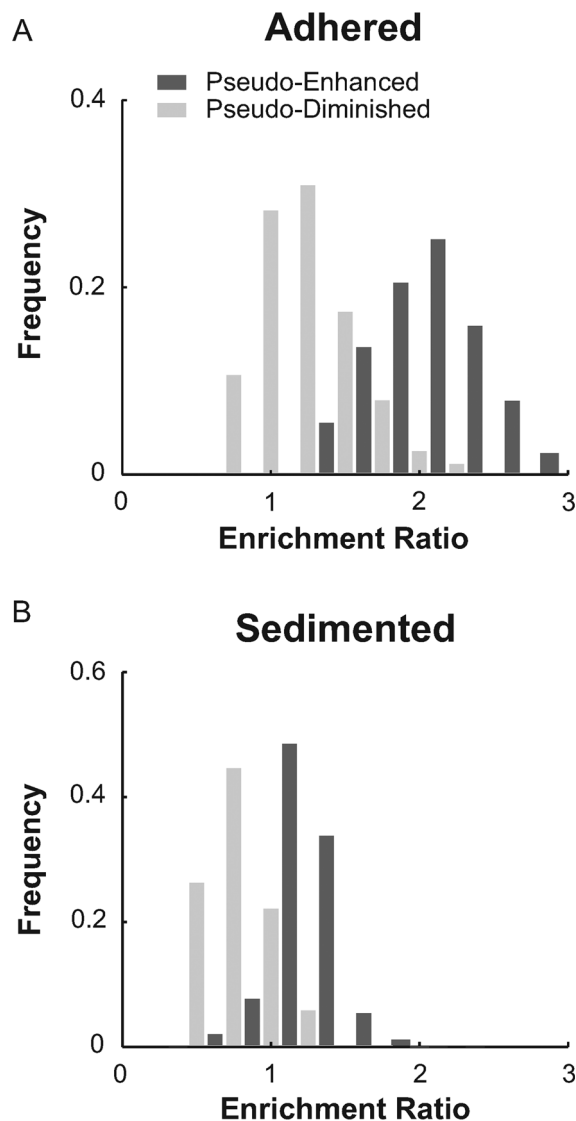 A
Adhered
Pseudo-Enhanced
Pseudo-Diminished
0.4
Frequency
0.2
0
0 1 2 3
Enrichment Ratio
B
Sedimented
0.6
0.4
Frequency
0.2
0
0 1 2 3
Enrichment Ratio